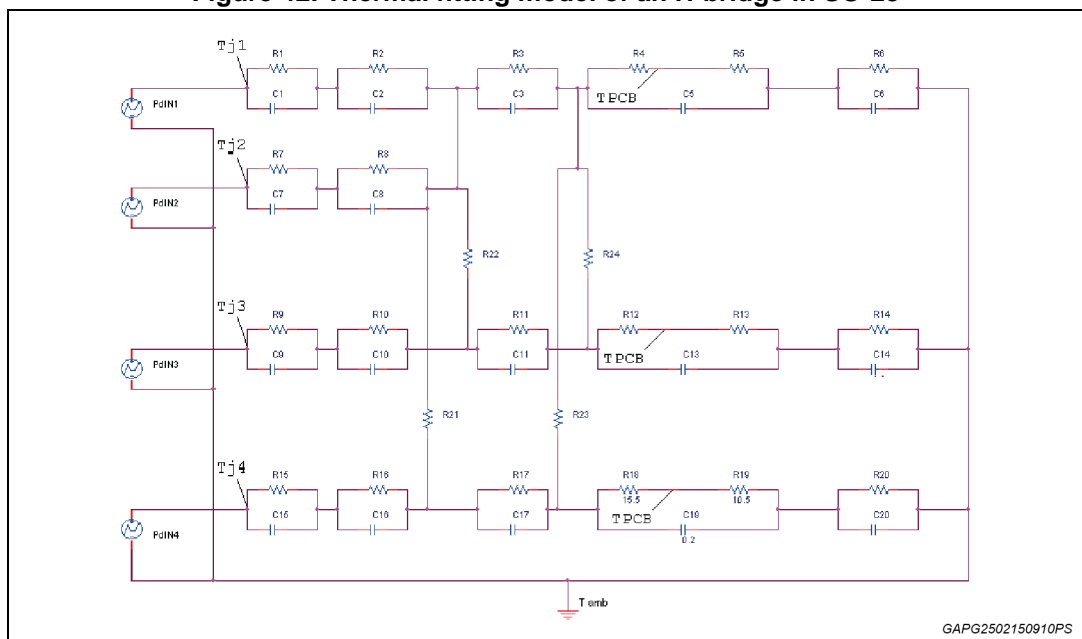 Thermal fitting model of an H-bridge in SO-28
Tj1
R1
R2
R3
R4
R5
R6
C1
C2
C3
TPCB
C5
C6
PdIN1
Tj2
R7
R8
C7
C8
PdIN2
R22
R24
Tj3
R9
R10
R11
R12
R13
R14
C9
C10
C11
TPCB
C13
C14
PdIN3
R21
R23
Tj4
R15
R16
R17
R18
R19
R20
15.5
10.5
C15
C16
C17
TPCB
C19
C20
0.2
PdIN4
Tamb
GAPG2502150910PS